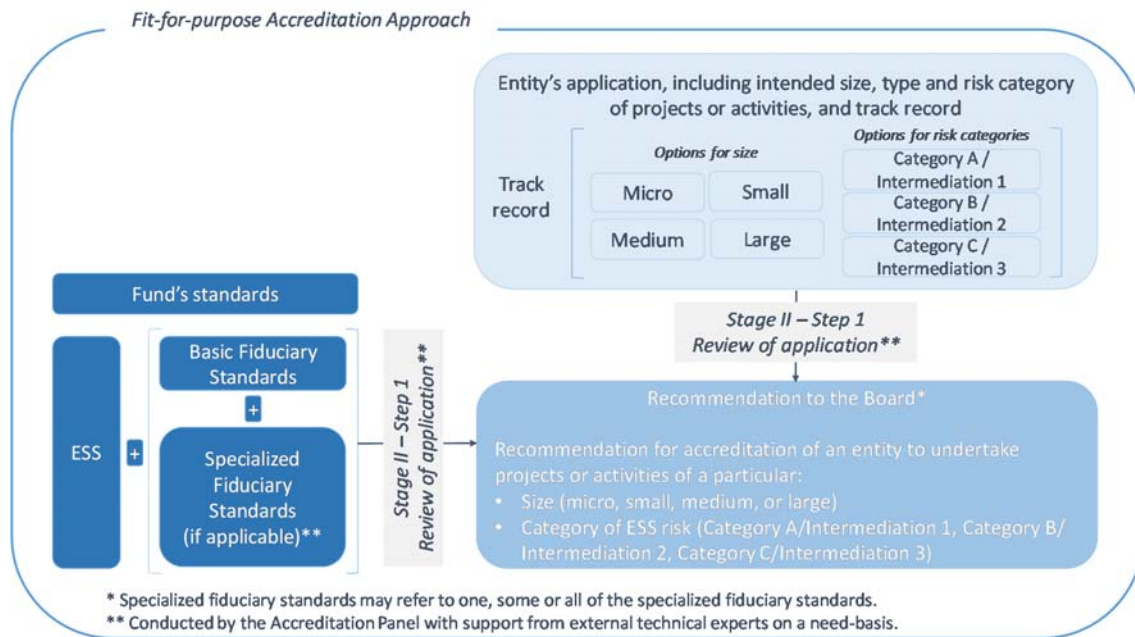 Fit-for-purpose Accreditation Approach
Entity's application, including intended size, type and risk category
of projects or activities, and track record
Options for size
Options for risk categories
Track
record
Micro
Small
Medium
Large
Category A /
Intermediation 1
Category B /
Intermediation 2
Category C /
Intermediation 3
Fund's standards
ESS
+
Basic Fiduciary
Standards
+
Specialized
Fiduciary
Standards
(if applicable)**
Stage II – Step 1
Review of application**
Stage II – Step 1
Review of application**
Recommendation to the Board*
Recommendation for accreditation of an entity to undertake
projects or activities of a particular:
• Size (micro, small, medium, or large)
• Category of ESS risk (Category A/Intermediation 1, Category B/
Intermediation 2, Category C/Intermediation 3)
* Specialized fiduciary standards may refer to one, some or all of the specialized fiduciary standards.
** Conducted by the Accreditation Panel with support from external technical experts on a need-basis.